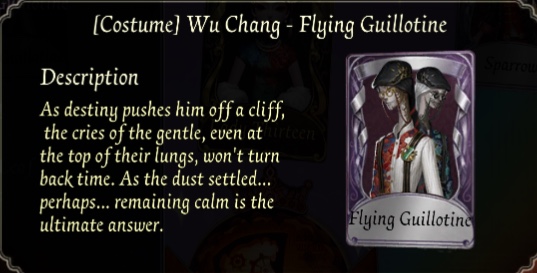 [Costume] Wu Chang - Flying Guillotine
Description
As destiny pushes him off a cliff,
the cries of the gentle, even at
the top of their lungs, won't turn
back time. As the dust settled...
perhaps... remaining calm is the
ultimate answer.
Flying Guillotine
Sparrow